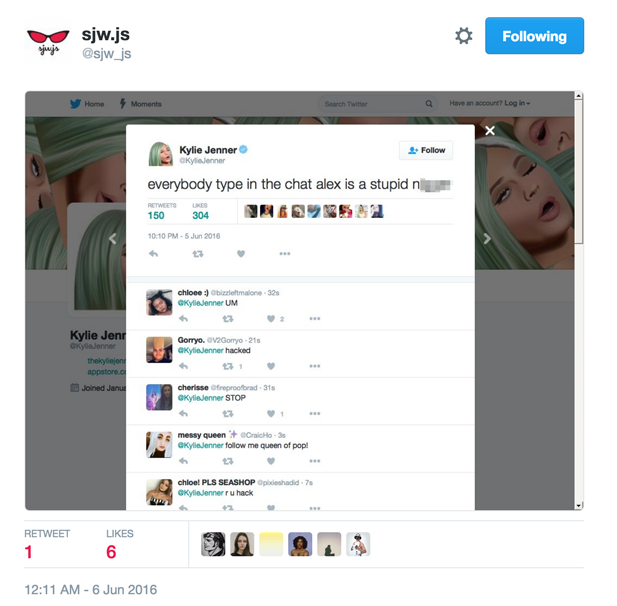 sjw.js
@sjw_js
Following
sjwjs
Home
Moments
Search Twitter
Have an account? Log in
Kylie Jenner
@KylieJenner
Follow
everybody type in the chat alex is a stupid n
RETWEETS
LIKES
150
304
10:10 PM - 5 Jun 2016
Kylie Jenn
@KylieJenner
thekyliejenn
appstore.c
Joined Janua
chloee :) @bizzleftmalone · 32s
@KylieJenner UM
2
Gorryo. @V2Gorryo · 21s
@KylieJenner hacked
1
cherisse @fireproofbrad · 31s
@KylieJenner STOP
1
messy queen @CraicHo · 3s
@KylieJenner follow me queen of pop!
chloe! PLS SEASHOP @pixieshadid · 7s
@KylieJenner r u hack
RETWEET
LIKES
1
6
12:11 AM - 6 Jun 2016